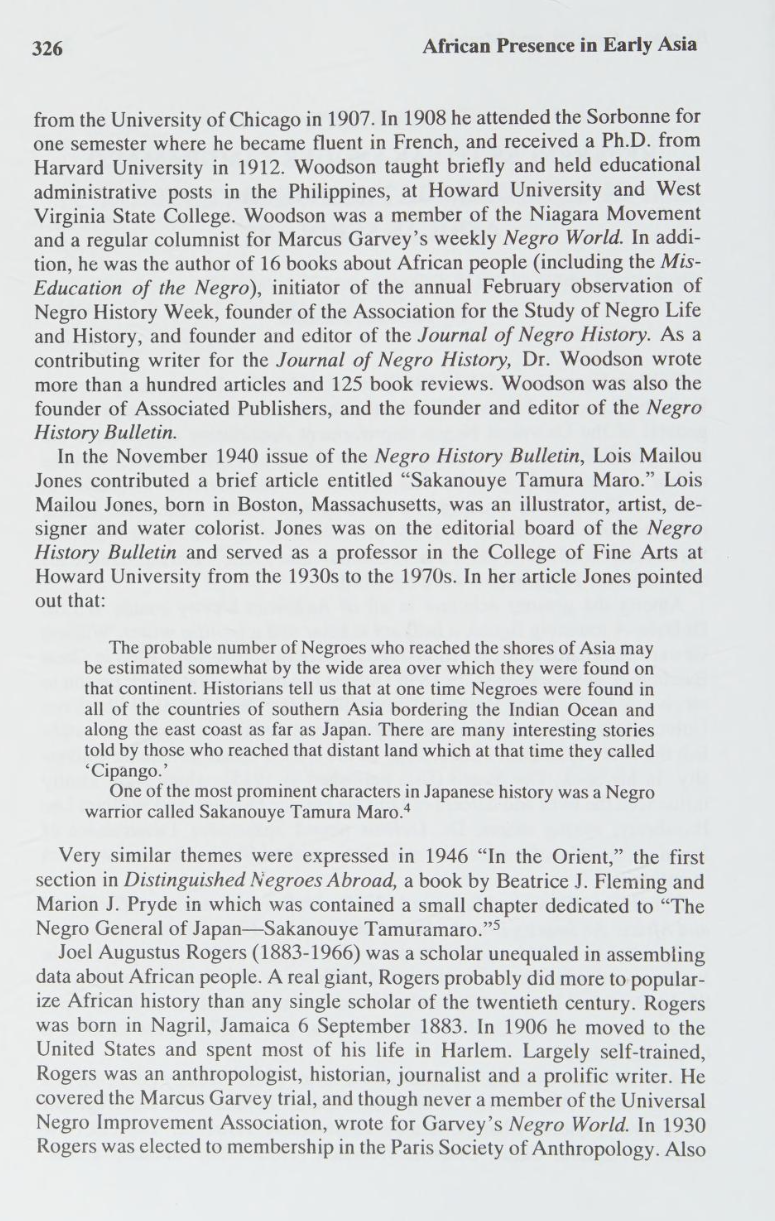 326 African Presence in Early Asia
from the University of Chicago in 1907. In 1908 he attended the Sorbonne for
one semester where he became fluent in French, and received a Ph.D. from
Harvard University in 1912. Woodson taught briefly and held educational
administrative posts in the Philippines, at Howard University and West
Virginia State College. Woodson was a member of the Niagara Movement
and a regular columnist for Marcus Garvey's weekly Negro World. In addi-
tion, he was the author of 16 books about African people (including the Mis-
Education of the Negro), initiator of the annual February observation of
Negro History Week, founder of the Association for the Study of Negro Life
and History, and founder and editor of the Journal of Negro History. As a
contributing writer for the Journal of Negro History, Dr. Woodson wrote
more than a hundred articles and 125 book reviews. Woodson was also the
founder of Associated Publishers, and the founder and editor of the Negro
History Bulletin.
In the November 1940 issue of the Negro History Bulletin, Lois Mailou
Jones contributed a brief article entitled “Sakanouye Tamura Maro.” Lois
Mailou Jones, born in Boston, Massachusetts, was an illustrator, artist, de-
signer and water colorist. Jones was on the editorial board of the Negro
History Bulletin and served as a professor in the College of Fine Arts at
Howard University from the 1930s to the 1970s. In her article Jones pointed
out that:
The probable number of Negroes who reached the shores of Asia may
be estimated somewhat by the wide area over which they were found on
that continent. Historians tell us that at one time Negroes were found in
all of the countries of southern Asia bordering the Indian Ocean and
along the east coast as far as Japan. There are many interesting stories
told by those who reached that distant land which at that time they called
‘Cipango.’
One of the most prominent characters in Japanese history was a Negro
warrior called Sakanouye Tamura Maro.4
Very similar themes were expressed in 1946 “In the Orient,” the first
section in Distinguished Negroes Abroad, a book by Beatrice J. Fleming and
Marion J. Pryde in which was contained a small chapter dedicated to “The
Negro General of Japan—Sakanouye Tamuramaro.”5
Joel Augustus Rogers (1883-1966) was a scholar unequaled in assembling
data about African people. A real giant, Rogers probably did more to popular-
ize African history than any single scholar of the twentieth century. Rogers
was born in Nagril, Jamaica 6 September 1883. In 1906 he moved to the
United States and spent most of his life in Harlem. Largely self-trained,
Rogers was an anthropologist, historian, journalist and a prolific writer. He
covered the Marcus Garvey trial, and though never a member of the Universal
Negro Improvement Association, wrote for Garvey's Negro World. In 1930
Rogers was elected to membership in the Paris Society of Anthropology. Also